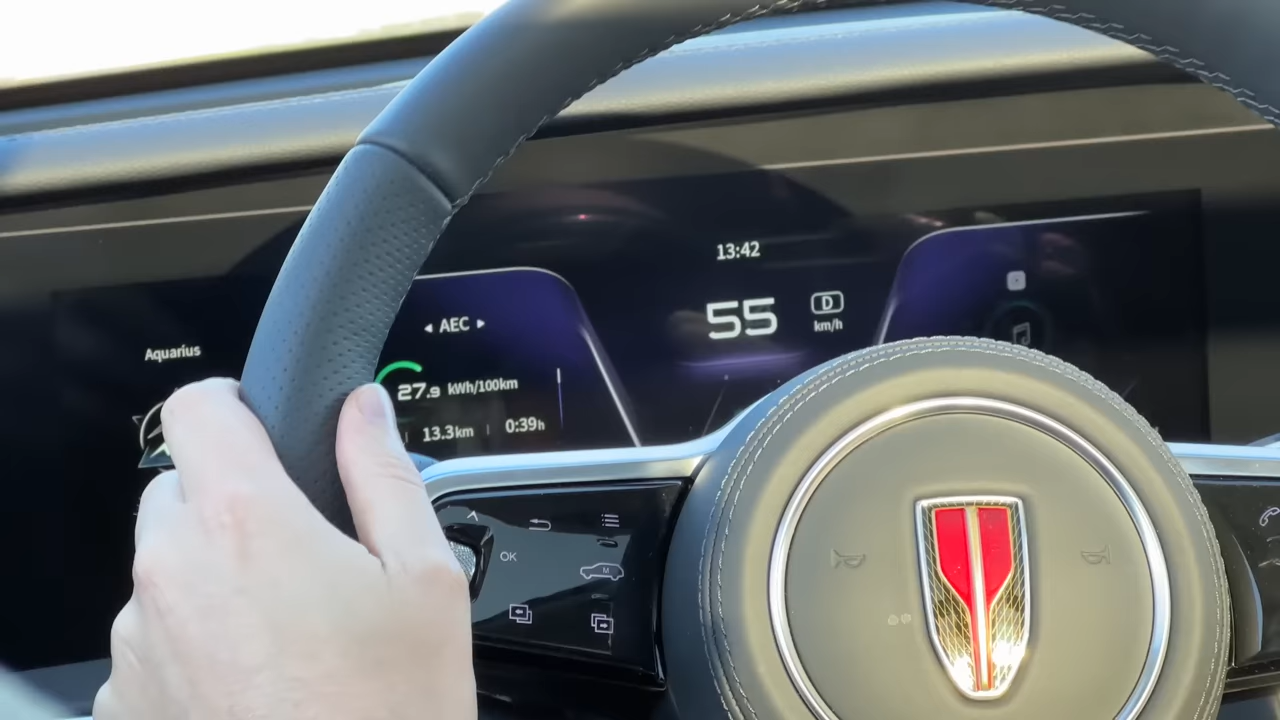 13:42
55
D
km/h
◂ AEC ▸
Aquarius
27.9 kWh/100km
13.3km
0:39h
OK
M